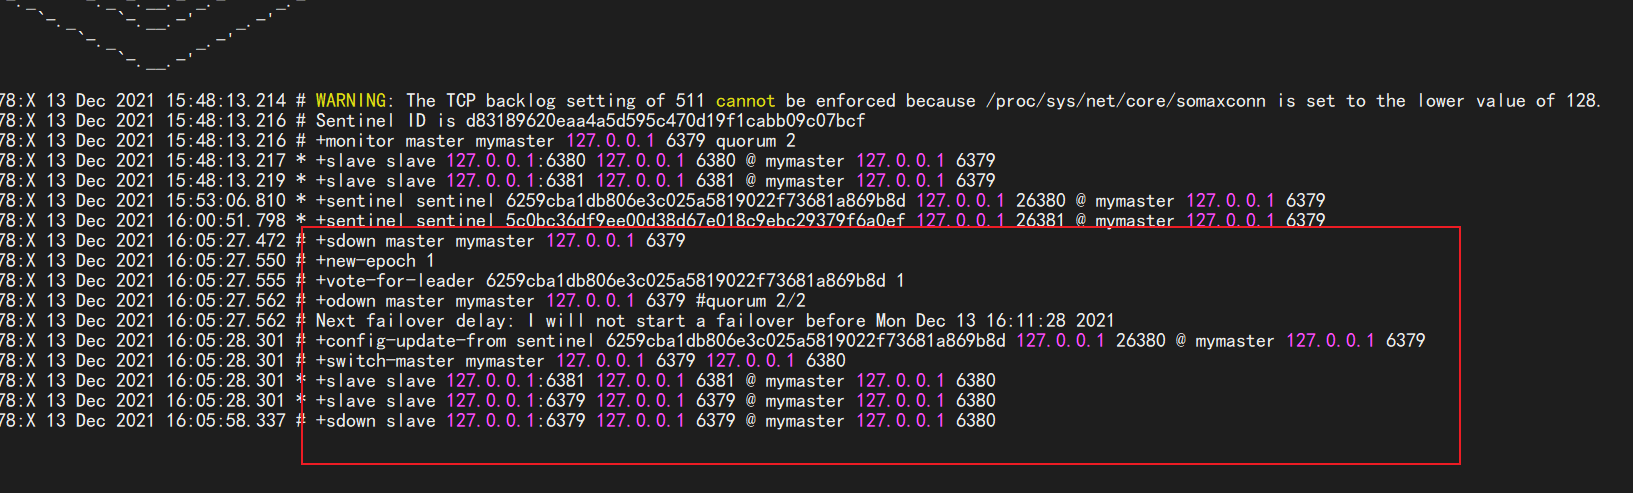 78:X 13 Dec 2021 15:48:13.214 # WARNING: The TCP backlog setting of 511 cannot be enforced because /proc/sys/net/core/somaxconn is set to the lower value of 128.
78:X 13 Dec 2021 15:48:13.216 # Sentinel ID is d83189620eaa4a5d595c470d19f1cabb09c07bcf
78:X 13 Dec 2021 15:48:13.216 # +monitor master mymaster 127.0.0.1 6379 quorum 2
78:X 13 Dec 2021 15:48:13.217 * +slave slave 127.0.0.1:6380 127.0.0.1 6380 @ mymaster 127.0.0.1 6379
78:X 13 Dec 2021 15:48:13.219 * +slave slave 127.0.0.1:6381 127.0.0.1 6381 @ mymaster 127.0.0.1 6379
78:X 13 Dec 2021 15:53:06.810 * +sentinel sentinel 6259cba1db806e3c025a5819022f73681a869b8d 127.0.0.1 26380 @ mymaster 127.0.0.1 6379
78:X 13 Dec 2021 16:00:51.798 * +sentinel sentinel 5c0bc36df9ee00d38d67e018c9ebc29379f6a0ef 127.0.0.1 26381 @ mymaster 127.0.0.1 6379
78:X 13 Dec 2021 16:05:27.472 # +sdown master mymaster 127.0.0.1 6379
78:X 13 Dec 2021 16:05:27.550 # +new-epoch 1
78:X 13 Dec 2021 16:05:27.555 # +vote-for-leader 6259cba1db806e3c025a5819022f73681a869b8d 1
78:X 13 Dec 2021 16:05:27.562 # +odown master mymaster 127.0.0.1 6379 #quorum 2/2
78:X 13 Dec 2021 16:05:27.562 # Next failover delay: I will not start a failover before Mon Dec 13 16:11:28 2021
78:X 13 Dec 2021 16:05:28.301 # +config-update-from sentinel 6259cba1db806e3c025a5819022f73681a869b8d 127.0.0.1 26380 @ mymaster 127.0.0.1 6379
78:X 13 Dec 2021 16:05:28.301 # +switch-master mymaster 127.0.0.1 6379 127.0.0.1 6380
78:X 13 Dec 2021 16:05:28.301 * +slave slave 127.0.0.1:6381 127.0.0.1 6381 @ mymaster 127.0.0.1 6380
78:X 13 Dec 2021 16:05:28.301 * +slave slave 127.0.0.1:6379 127.0.0.1 6379 @ mymaster 127.0.0.1 6380
78:X 13 Dec 2021 16:05:58.337 # +sdown slave 127.0.0.1:6379 127.0.0.1 6379 @ mymaster 127.0.0.1 6380